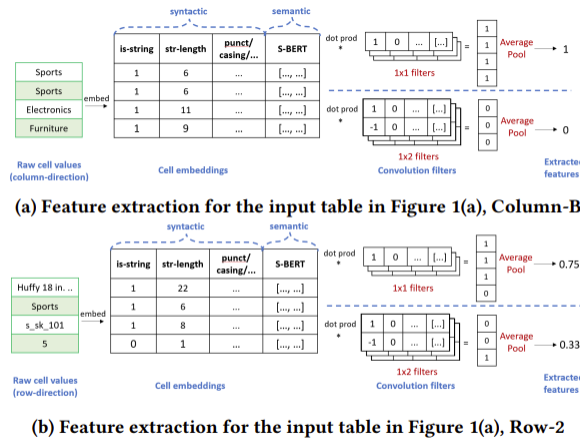 syntactic semantic
is-string str-length punct/ casing/... S-BERT
dot prod *
1 0 ... [...]
=
1
1
1
1
Average Pool
1
1x1 filters
Sports 1 6 ... [..., ...]
Sports 1 6 ... [..., ...]
Electronics 1 11 ... [..., ...]
Furniture 1 9 ... [..., ...]
embed
dot prod *
1 0 ... [...]
-1 0 ... [...]
=
0
0
0
Average Pool
0
1x2 filters
Raw cell values
(column-direction)
Cell embeddings
Convolution filters
Extracted
features
(a) Feature extraction for the input table in Figure 1(a), Column-B
syntactic semantic
is-string str-length punct/ casing/... S-BERT
dot prod *
1 0 ... [...]
=
1
1
1
0
Average Pool
0.75
1x1 filters
Huffy 18 in. .. 1 22 ... [..., ...]
Sports 1 6 ... [..., ...]
s_sk_101 1 8 ... [..., ...]
5 0 1 ... [..., ...]
embed
dot prod *
1 0 ... [...]
-1 0 ... [...]
=
0
0
1
Average Pool
0.33
1x2 filters
Raw cell values
(row-direction)
Cell embeddings
Convolution filters
Extracted
features
(b) Feature extraction for the input table in Figure 1(a), Row-2